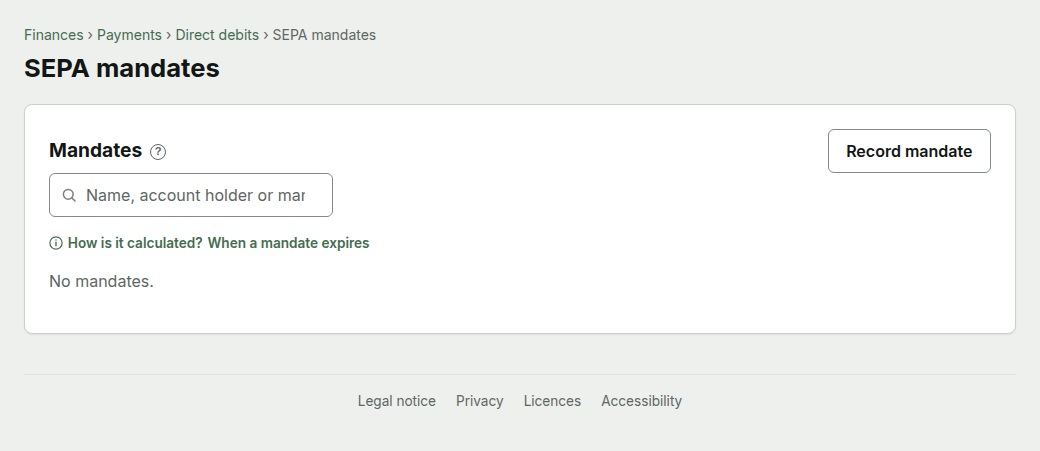 Finances › Payments › Direct debits › SEPA mandates
SEPA mandates
Mandates ?
Record mandate
Name, account holder or mar
How is it calculated? When a mandate expires
No mandates.
Legal notice Privacy Licences Accessibility